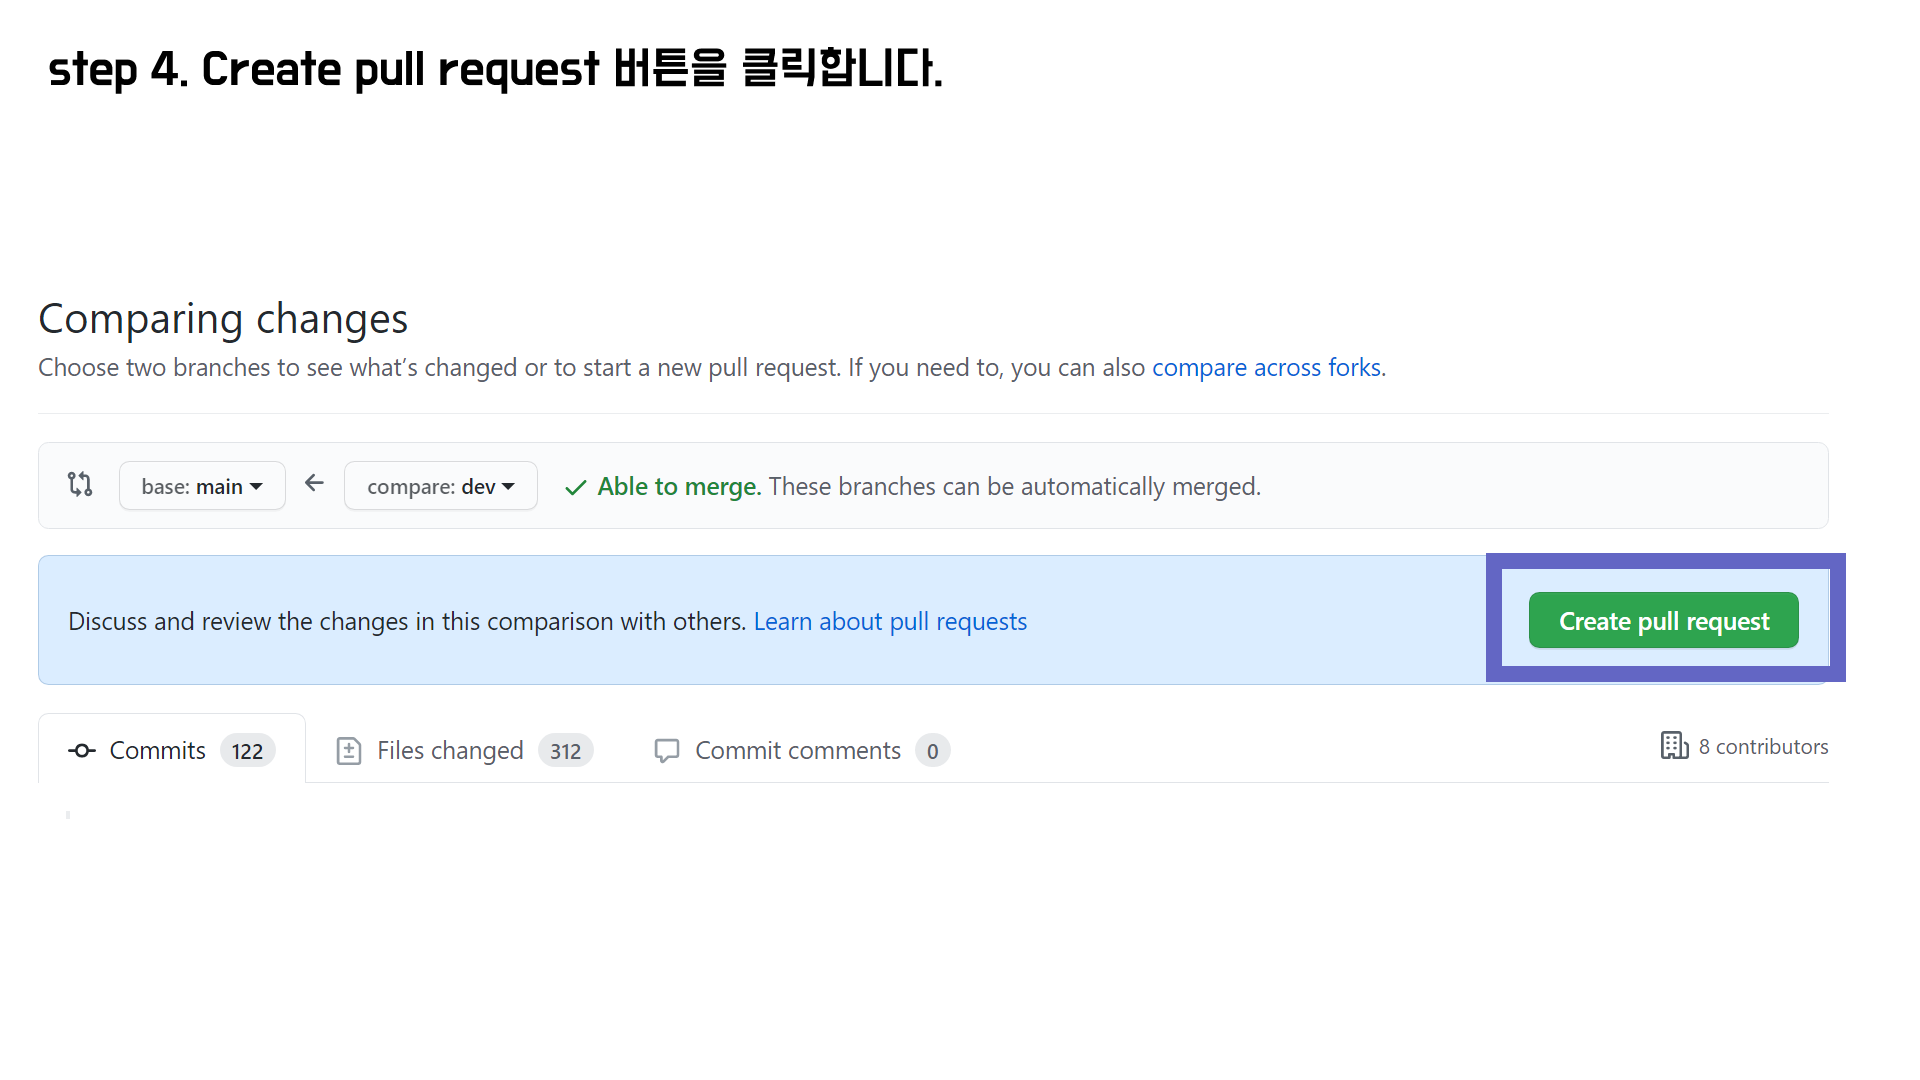 step 4. Create pull request 버튼을 클릭합니다.
Comparing changes
Choose two branches to see what’s changed or to start a new pull request. If you need to, you can also compare across forks.
base: main compare: dev Able to merge. These branches can be automatically merged.
Discuss and review the changes in this comparison with others. Learn about pull requests Create pull request
Commits 122 Files changed 312 Commit comments 0 8 contributors